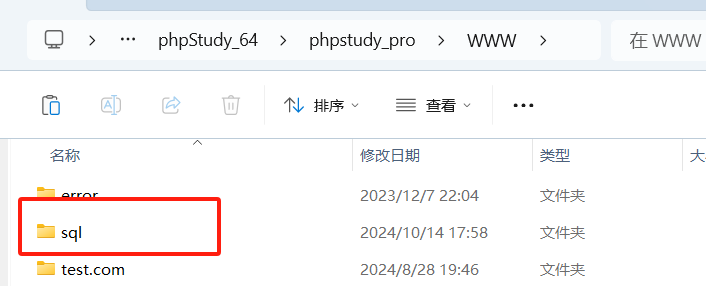 ··· phpStudy_64 > phpstudy_pro > WWW > 在 WWW
排序 查看 ···
名称 修改日期 类型 大
error 2023/12/7 22:04 文件夹
sql 2024/10/14 17:58 文件夹
test.com 2024/8/28 19:46 文件夹